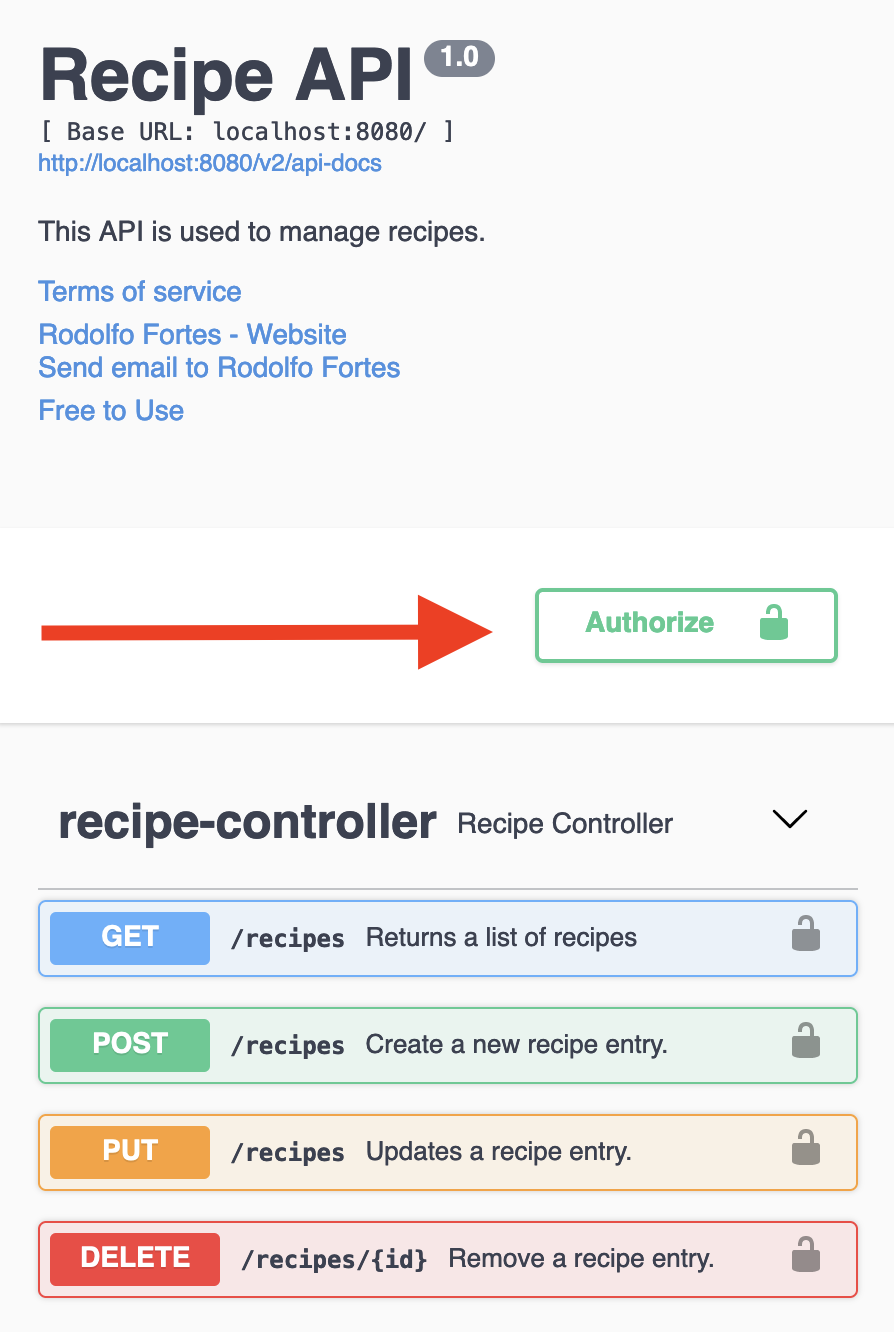 Recipe API 1.0
[ Base URL: localhost:8080/ ]
http://localhost:8080/v2/api-docs
This API is used to manage recipes.
Terms of service
Rodolfo Fortes - Website
Send email to Rodolfo Fortes
Free to Use
Authorize
recipe-controller Recipe Controller
GET /recipes Returns a list of recipes
POST /recipes Create a new recipe entry.
PUT /recipes Updates a recipe entry.
DELETE /recipes/{id} Remove a recipe entry.